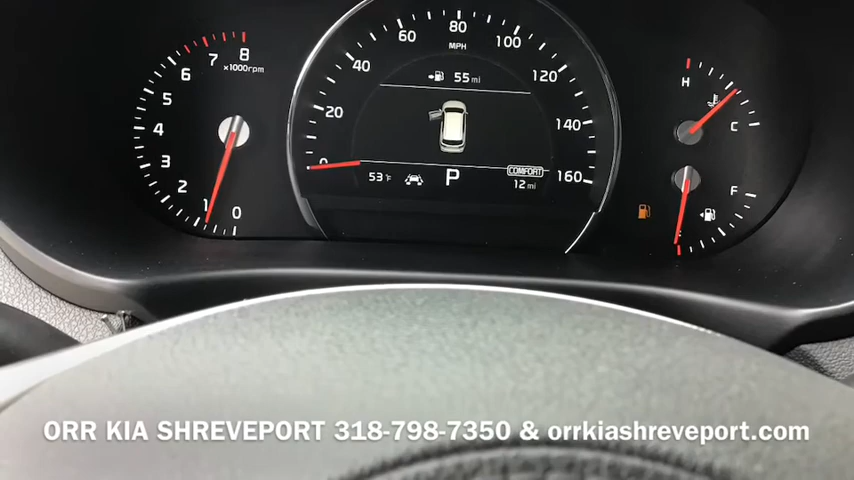 8
7
x1000rpm
6
5
4
3
2
1
0
80
60
100
MPH
40
120
55 mi
20
140
0
160
53°F
P
COMFORT
12 mi
H
C
F
ORR KIA SHREVEPORT 318-798-7350 & orrkiashreveport.com